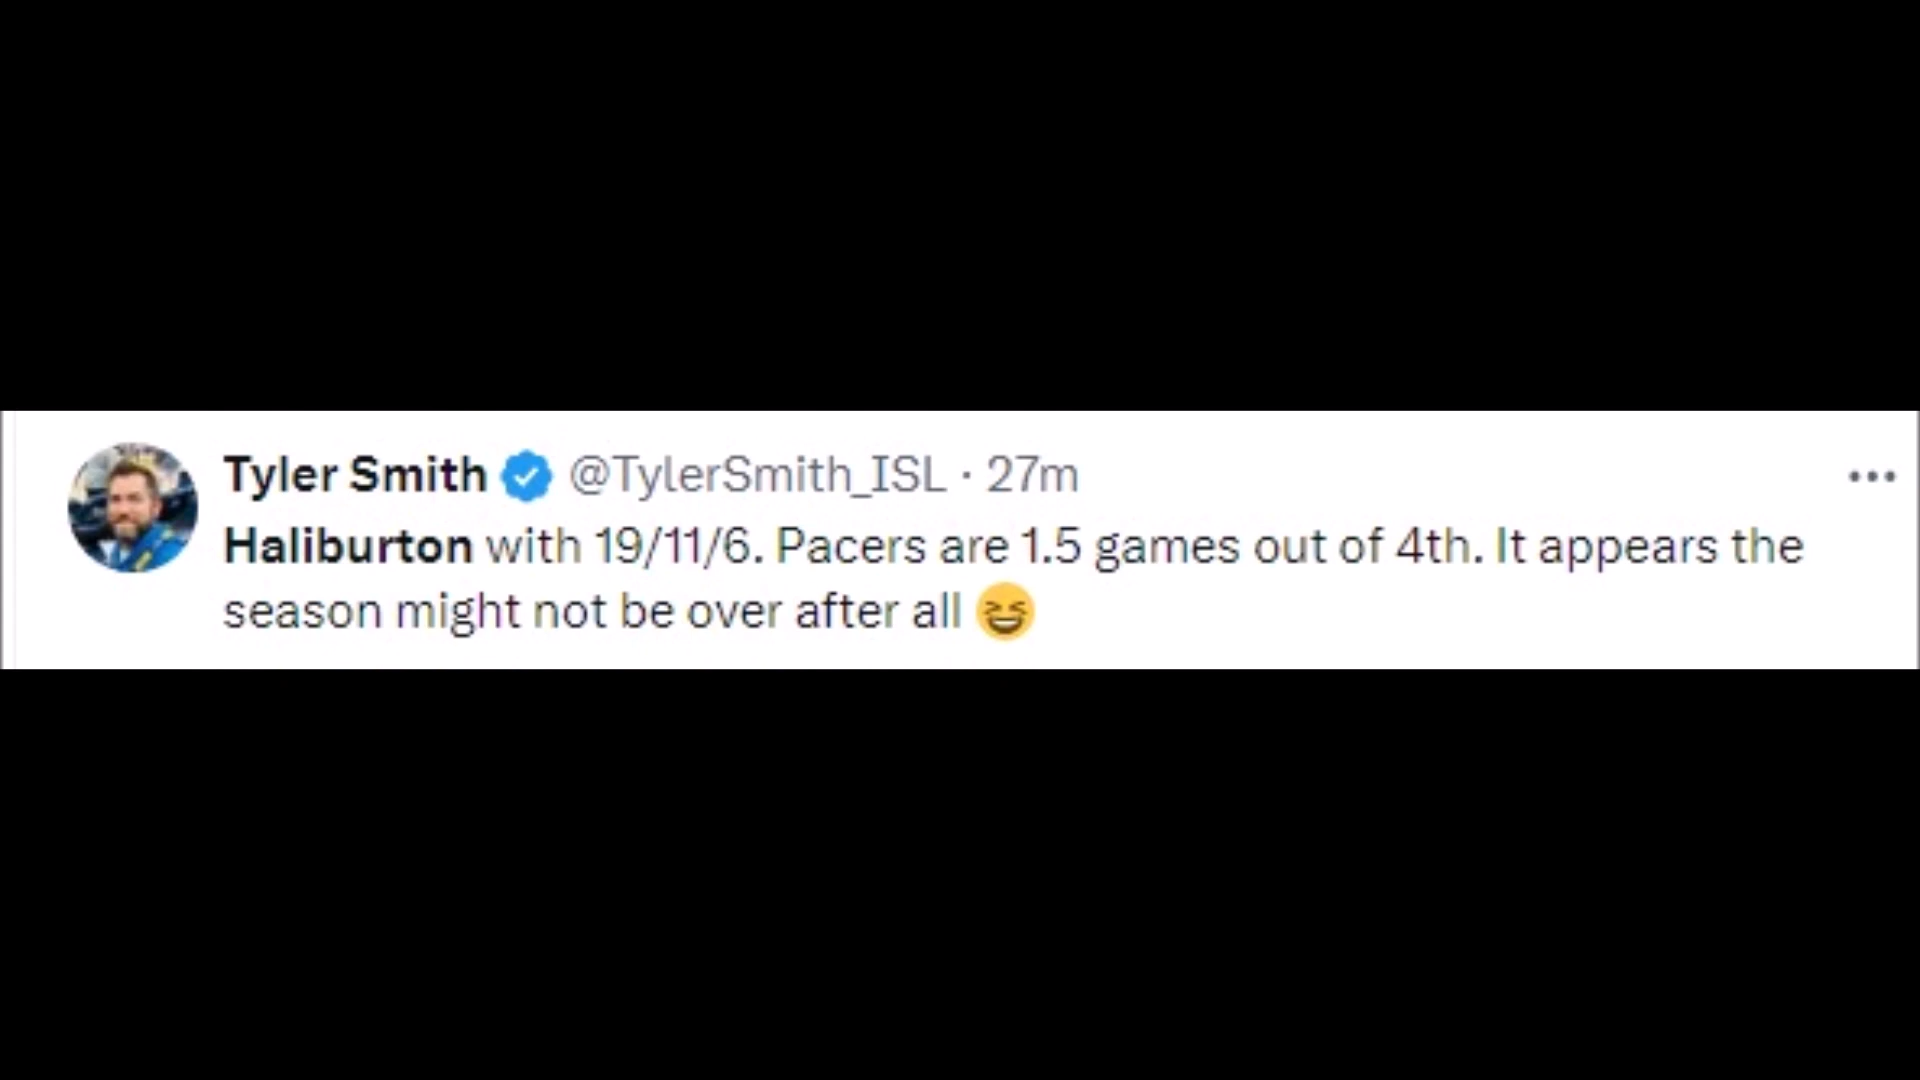 Tyler Smith @TylerSmith_ISL · 27m
Haliburton with 19/11/6. Pacers are 1.5 games out of 4th. It appears the
season might not be over after all 😆